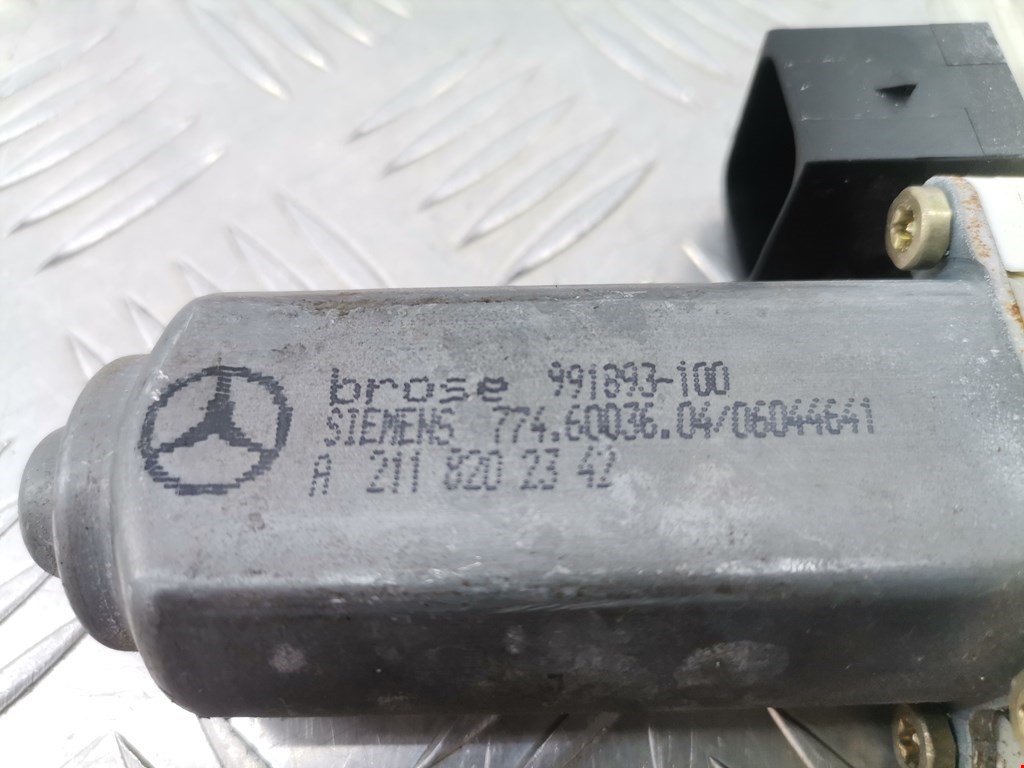 brose 991893-100
SIEMENS 774.60036.04/06044641
A 211 820 23 42